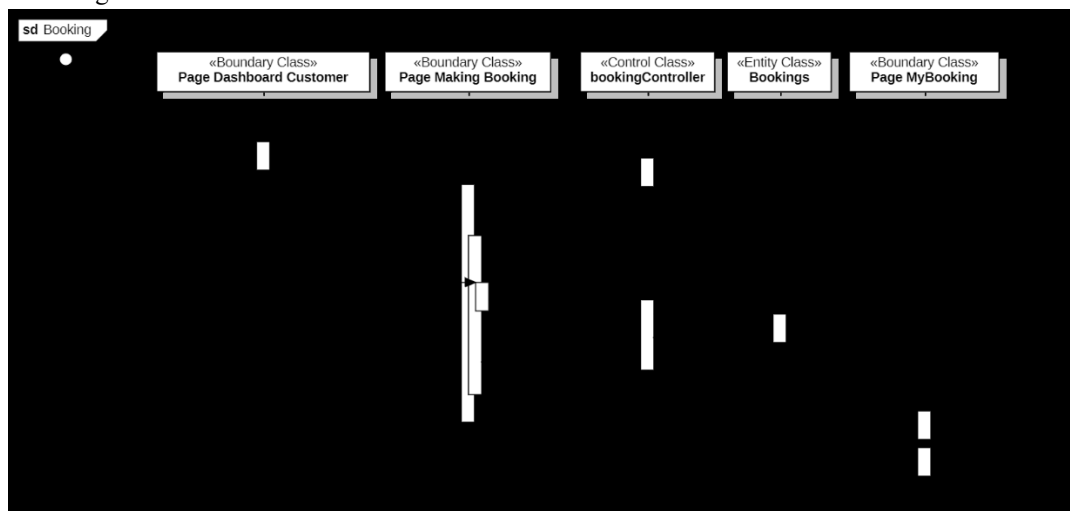 sd Booking
«Boundary Class»
Page Dashboard Customer
«Boundary Class»
Page Making Booking
«Control Class»
bookingController
«Entity Class»
Bookings
«Boundary Class»
Page MyBooking